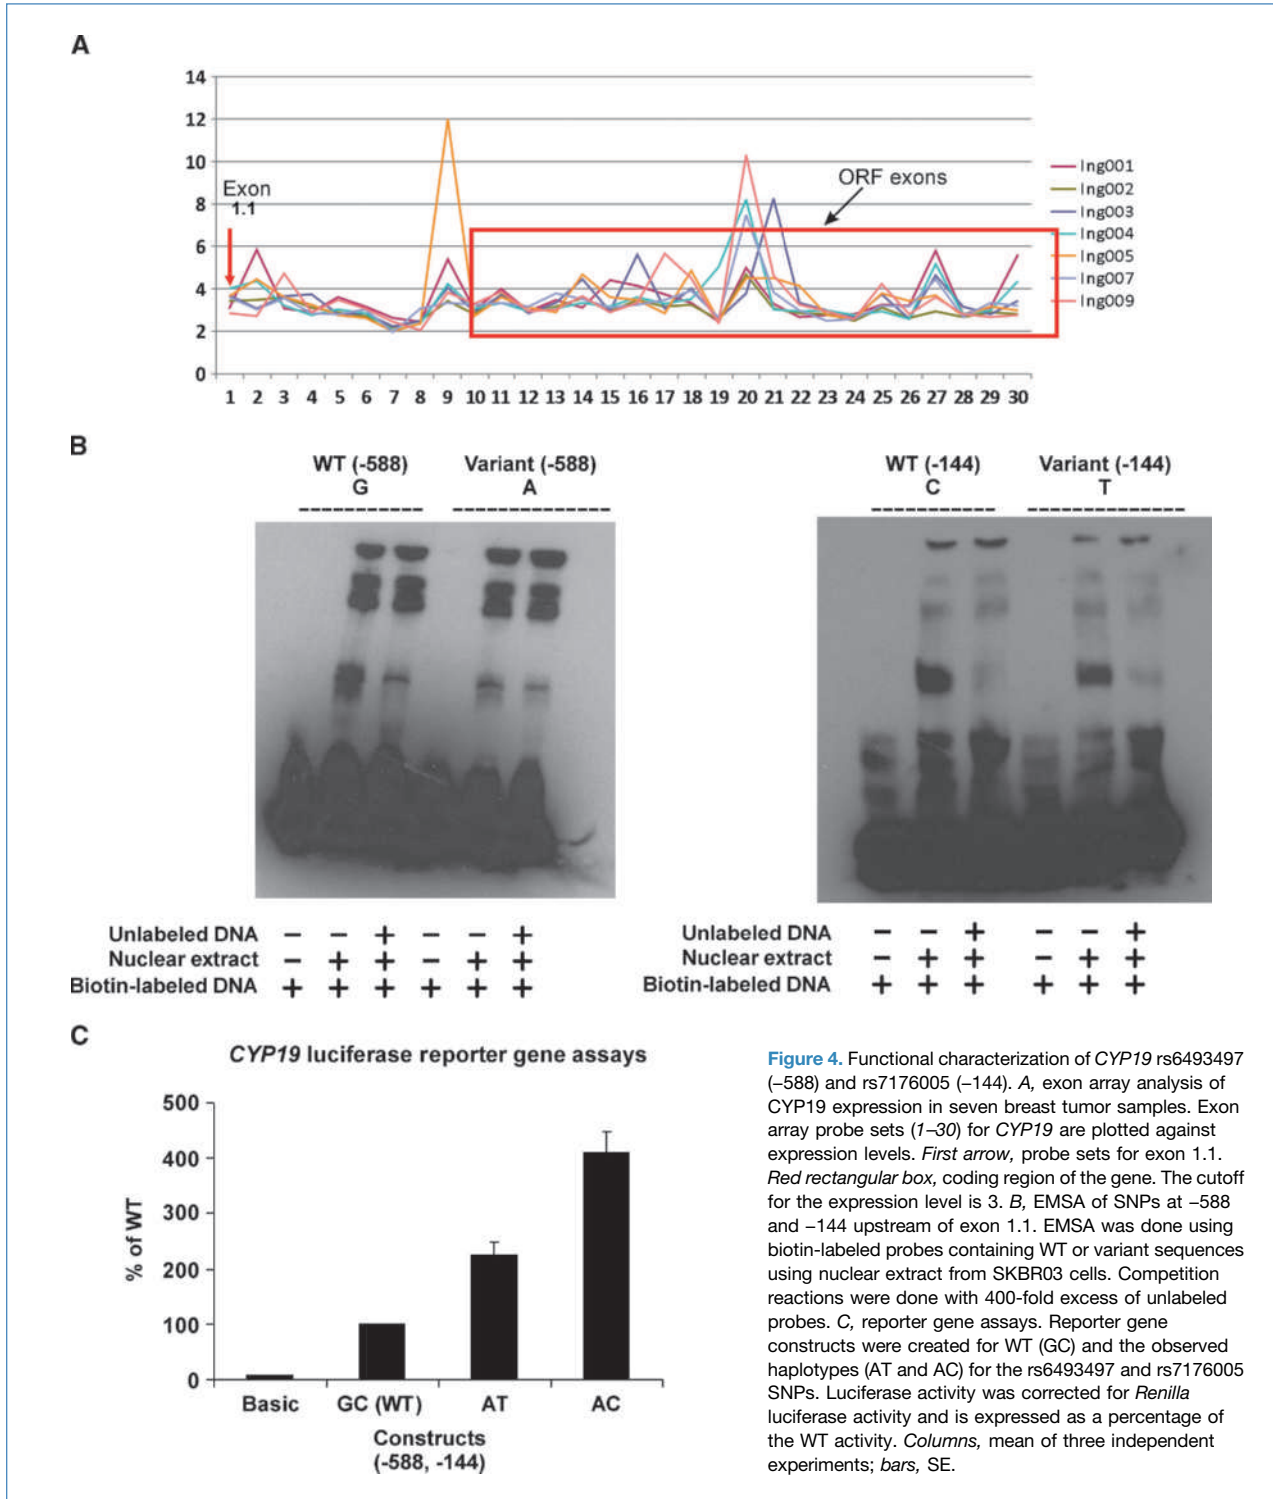 A
14
12
10
8
6
4
2
0
Exon
1.1
ORF exons
Ing001
Ing002
Ing003
Ing004
Ing005
Ing007
Ing009
1 2 3 4 5 6 7 8 9 10 11 12 13 14 15 16 17 18 19 20 21 22 23 24 25 26 27 28 29 30
B
WT (-588) Variant (-588)
G A
WT (-144) Variant (-144)
C T
Unlabeled DNA − − + − − +
Nuclear extract − + + − + +
Biotin-labeled DNA + + + + + +
Unlabeled DNA − − + − − +
Nuclear extract − + + − + +
Biotin-labeled DNA + + + + + +
C
CYP19 luciferase reporter gene assays
% of WT
500
400
300
200
100
0
Basic GC (WT) AT AC
Constructs
(-588, -144)
Figure 4. Functional characterization of CYP19 rs6493497
(−588) and rs7176005 (−144). A, exon array analysis of
CYP19 expression in seven breast tumor samples. Exon
array probe sets (1–30) for CYP19 are plotted against
expression levels. First arrow, probe sets for exon 1.1.
Red rectangular box, coding region of the gene. The cutoff
for the expression level is 3. B, EMSA of SNPs at −588
and −144 upstream of exon 1.1. EMSA was done using
biotin-labeled probes containing WT or variant sequences
using nuclear extract from SKBR03 cells. Competition
reactions were done with 400-fold excess of unlabeled
probes. C, reporter gene assays. Reporter gene
constructs were created for WT (GC) and the observed
haplotypes (AT and AC) for the rs6493497 and rs7176005
SNPs. Luciferase activity was corrected for Renilla
luciferase activity and is expressed as a percentage of
the WT activity. Columns, mean of three independent
experiments; bars, SE.